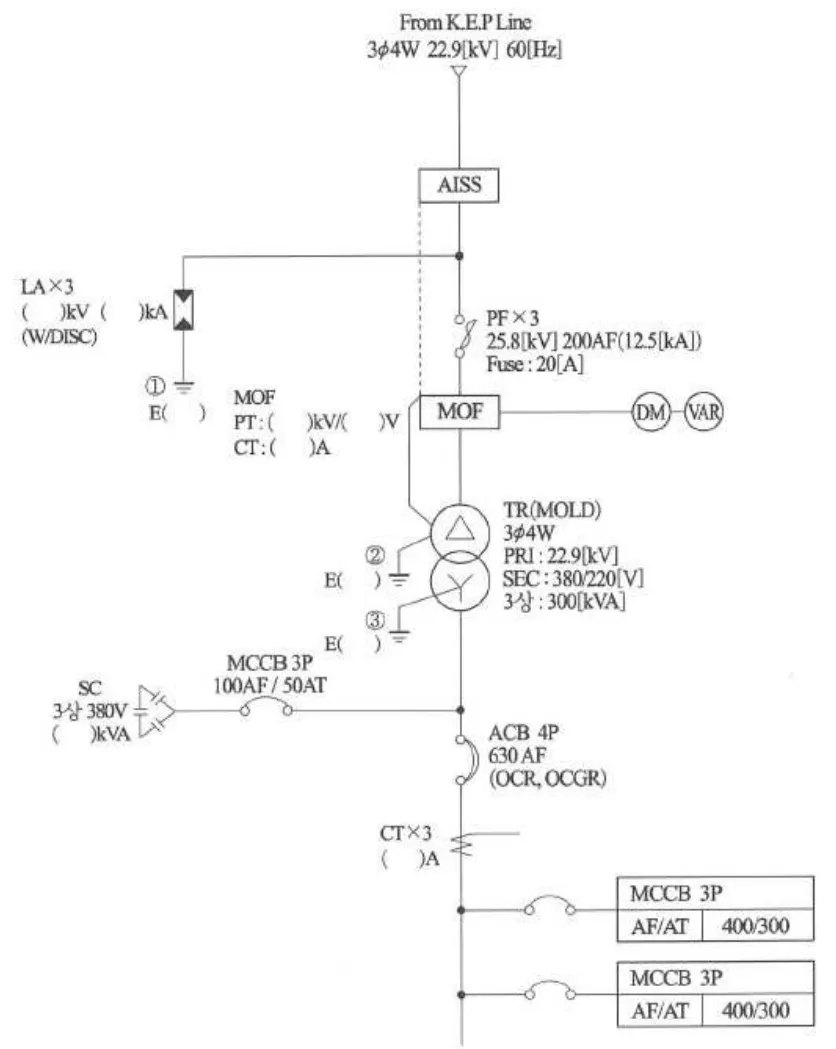 From K.E.P Line
3φ4W 22.9[kV] 60[Hz]
AISS
LA×3
(    )kV (    )kA
(W/DISC)
①
E(    )
PF×3
25.8[kV] 200AF(12.5[kA])
Fuse : 20[A]
MOF
PT : (    )kV/(    )V
CT : (    )A
MOF
DM
VAR
TR(MOLD)
3φ4W
PRI : 22.9[kV]
SEC : 380/220[V]
3상 : 300[kVA]
②
E(    )
③
E(    )
MCCB 3P
100AF / 50AT
SC
3상 380V
(    )kVA
ACB 4P
630 AF
(OCR, OCGR)
CT×3
(    )A
MCCB 3P
AF/AT 400/300
MCCB 3P
AF/AT 400/300